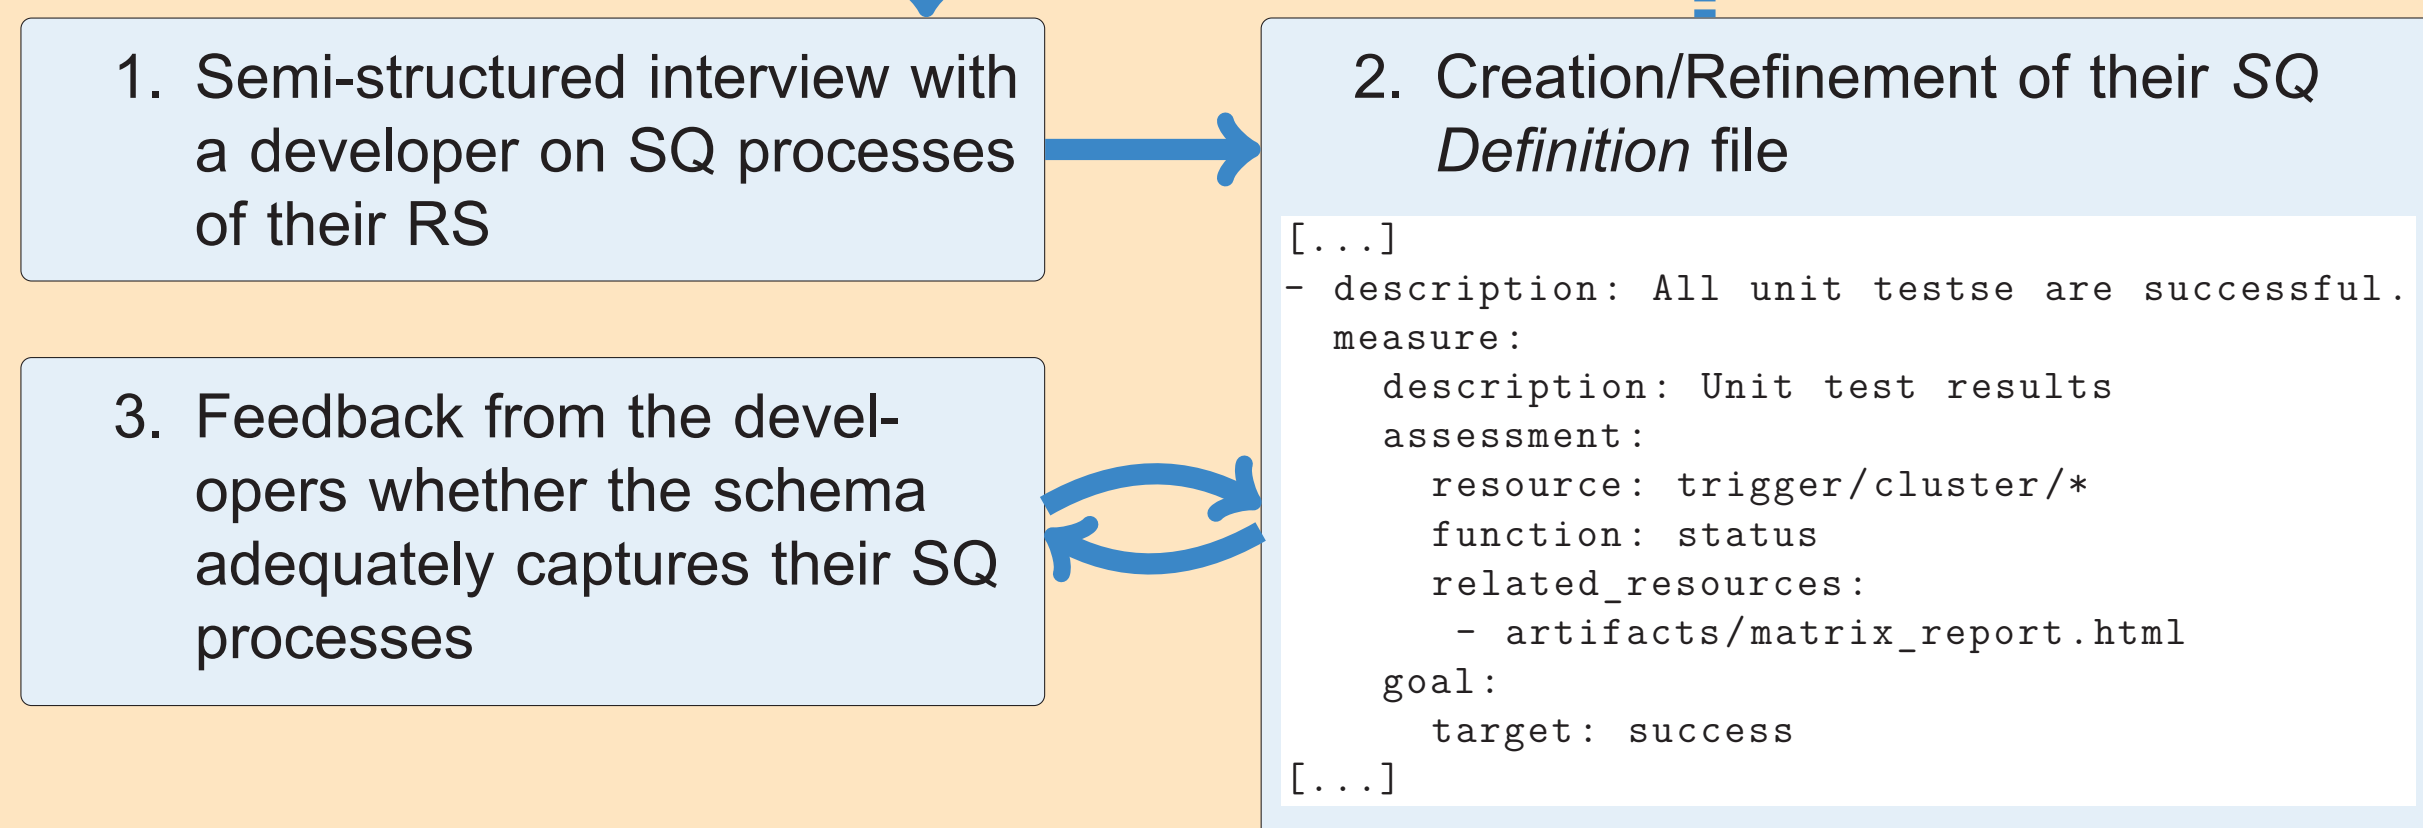 1. Semi-structured interview with
a developer on SQ processes
of their RS
2. Creation/Refinement of their SQ
Definition file
[...]
- description: All unit testse are successful.
  measure:
    description: Unit test results
    assessment:
      resource: trigger/cluster/*
      function: status
      related_resources:
       - artifacts/matrix_report.html
    goal:
      target: success
[...]
3. Feedback from the devel-
opers whether the schema
adequately captures their SQ
processes